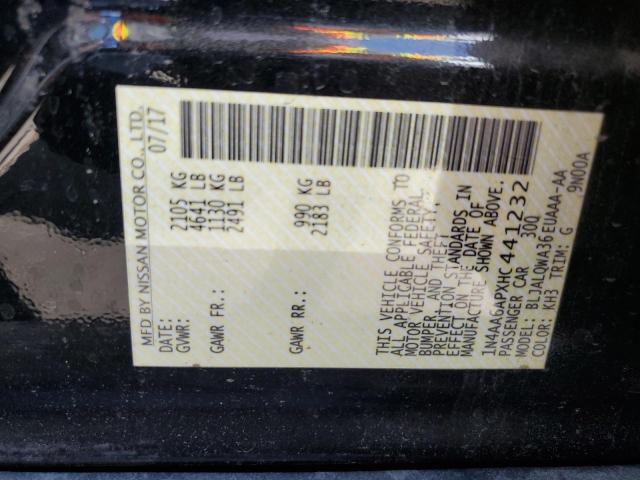 MFD BY NISSAN MOTOR CO., LTD.
DATE: 07/17
GVWR: 2105 KG
4641 LB
GAWR FR.: 1130 KG
2491 LB
GAWR RR.: 990 KG
2183 LB
THIS VEHICLE CONFORMS TO
ALL APPLICABLE FEDERAL
MOTOR VEHICLE SAFETY,
BUMPER, AND THEFT
PREVENTION STANDARDS IN
EFFECT ON THE DATE OF
MANUFACTURE SHOWN ABOVE.
1N4AA6APXHC441232
PASSENGER CAR 30Q
MODEL: BLJALQWA36EUAAA-AA
COLOR: KH3 TRIM: G 9N00A